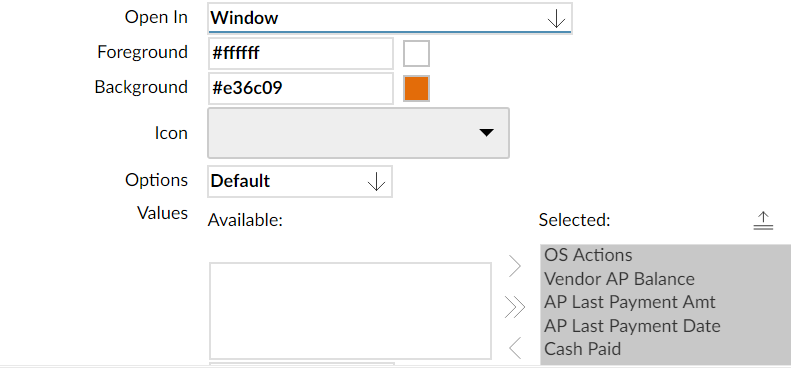 Open In Window
Foreground #ffffff
Background #e36c09
Icon
Options Default
Values Available: Selected:
OS Actions
Vendor AP Balance
AP Last Payment Amt
AP Last Payment Date
Cash Paid